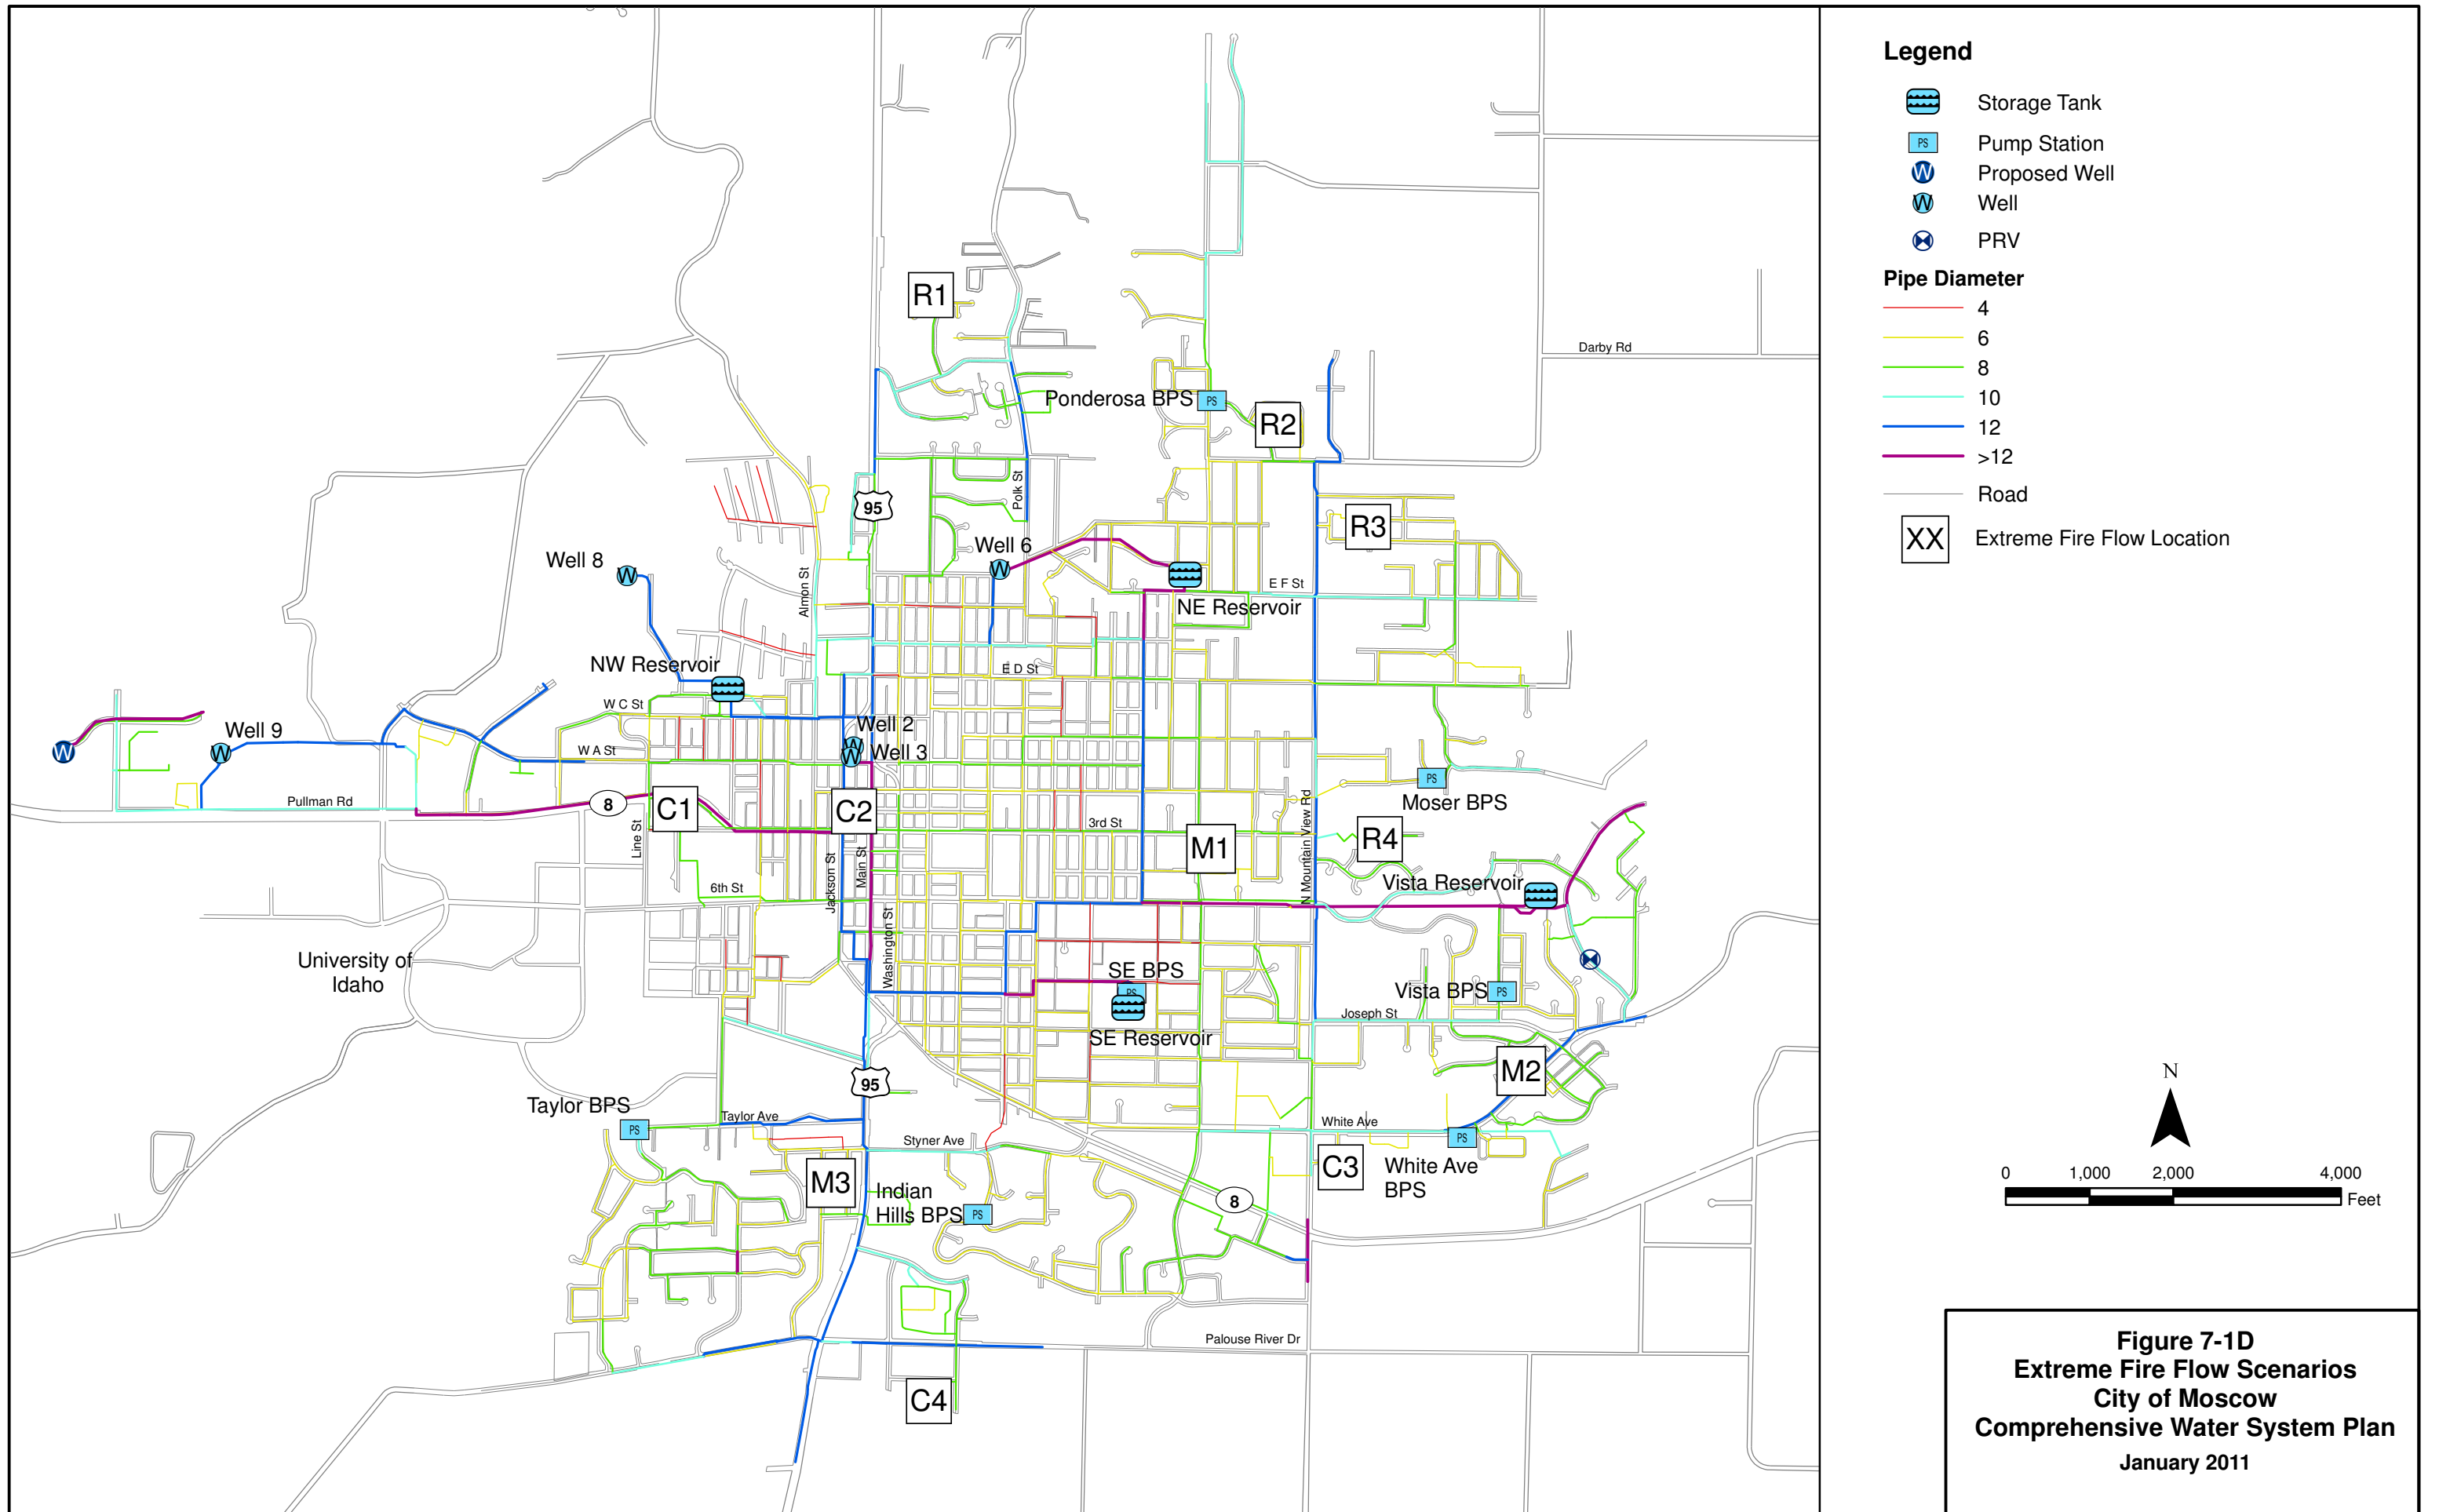 Legend
Storage Tank
PS Pump Station
W Proposed Well
W Well
PRV
Pipe Diameter
4
6
8
10
12
>12
Road
XX Extreme Fire Flow Location
R1
Darby Rd
Ponderosa BPS PS
R2
Polk St
95
R3
Well 6
W
Well 8 W
Almon St
E F St
NE Reservoir
NW Reservoir
E D St
W C St
Well 2
W
Well 9
W
W
W A St
Well 3
W
PS
Moser BPS
Pullman Rd
8
C1
C2
3rd St
M1
N Mountain View Rd
R4
Line St
Jackson St
Main St
6th St
Vista Reservoir
Washington St
University of
Idaho
SE BPS
PS
Vista BPS PS
Joseph St
SE Reservoir
M2
95
Taylor BPS
PS
Taylor Ave
White Ave
PS
Styner Ave
C3
White Ave
BPS
M3
Indian
Hills BPS PS
8
Palouse River Dr
C4
N
0 1,000 2,000 4,000
Feet
Figure 7-1D
Extreme Fire Flow Scenarios
City of Moscow
Comprehensive Water System Plan
January 2011